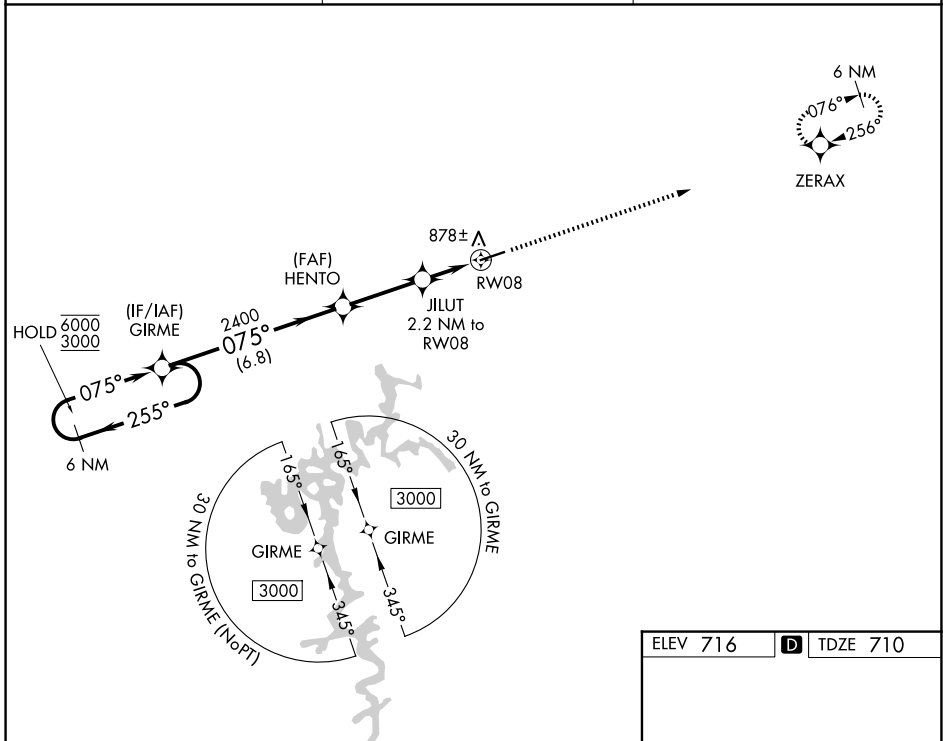 6 NM
076°
256°
ZERAX
878±
RW08
(FAF)
HENTO
JILUT
2.2 NM to
RW08
(IF/IAF)
GIRME
2400
075°
(6.8)
HOLD 6000
3000
075°
255°
6 NM
30 NM to GIRME (NoPT)
165°
GIRME
3000
345°
30 NM to GIRME
165°
3000
GIRME
345°
ELEV 716 D TDZE 710